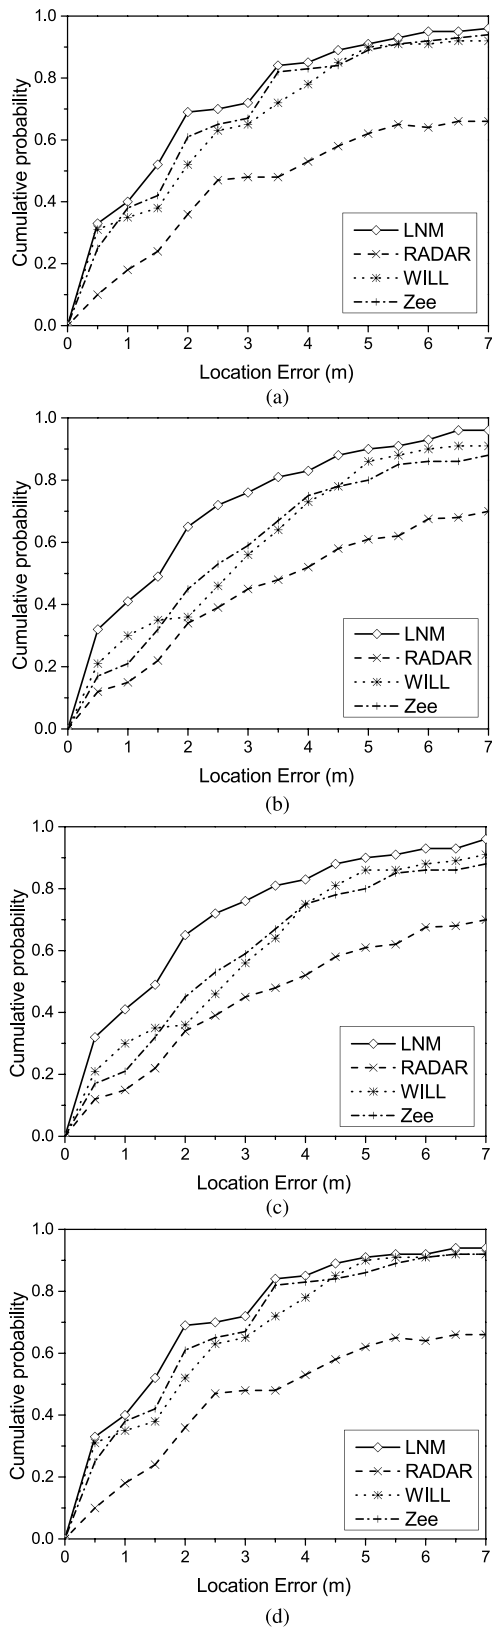 1.0
0.8
0.6
0.4
0.2
0.0
Cumulative probability
LNM
RADAR
WILL
Zee
0 1 2 3 4 5 6 7
Location Error (m)
(a)
1.0
0.8
0.6
0.4
0.2
0.0
Cumulative probability
LNM
RADAR
WILL
Zee
0 1 2 3 4 5 6 7
Location Error (m)
(b)
1.0
0.8
0.6
0.4
0.2
0.0
Cumulative probability
LNM
RADAR
WILL
Zee
0 1 2 3 4 5 6 7
Location Error (m)
(c)
1.0
0.8
0.6
0.4
0.2
0.0
Cumulative probability
LNM
RADAR
WILL
Zee
0 1 2 3 4 5 6 7
Location Error (m)
(d)